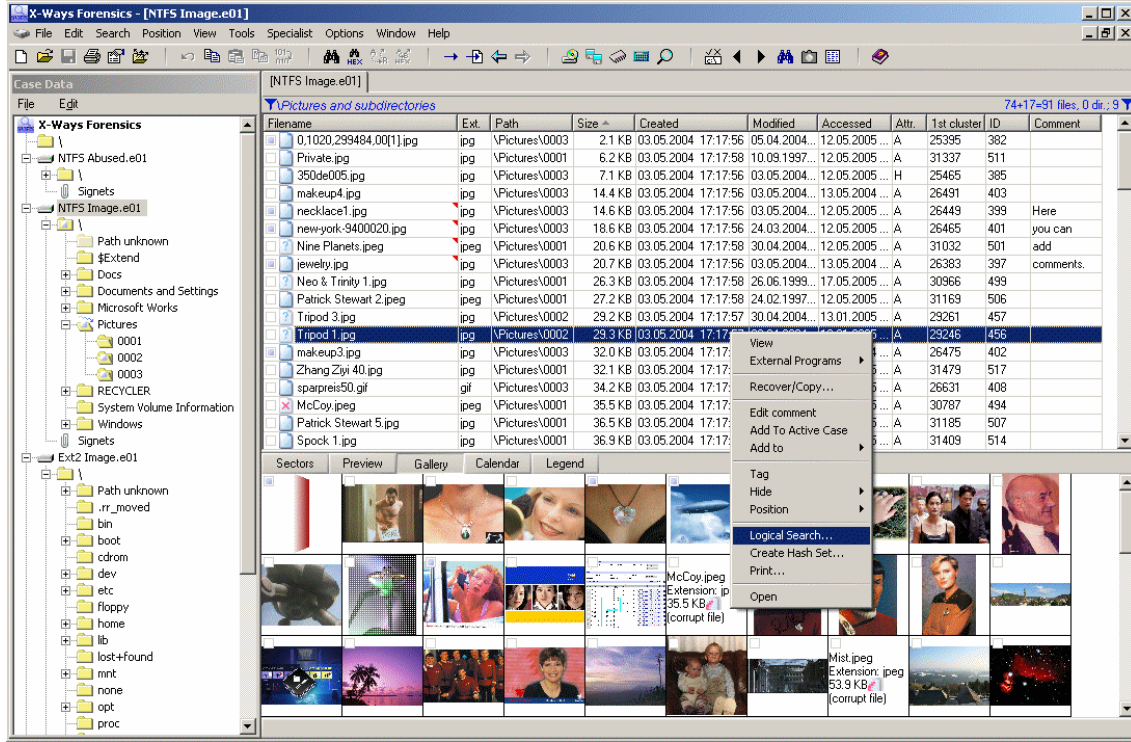 X-Ways Forensics - [NTFS Image.e01]
File Edit Search Position View Tools Specialist Options Window Help
Case Data
File Edit
X-Ways Forensics
\
NTFS Abused.e01
\
Signets
NTFS Image.e01
\
Path unknown
$Extend
Docs
Documents and Settings
Microsoft Works
Pictures
0001
0002
0003
RECYCLER
System Volume Information
Windows
Signets
Ext2 Image.e01
\
Path unknown
.rr_moved
bin
boot
cdrom
dev
etc
floppy
home
lib
lost+found
mnt
none
opt
proc
[NTFS Image.e01]
\Pictures and subdirectories 74+17=91 files, 0 dir.; 9
Filename Ext. Path Size Created Modified Accessed Attr. 1st cluster ID Comment
0,1020,299484,00[1].jpg jpg \Pictures\0003 2.1 KB 03.05.2004 17:17:56 05.04.2004... 12.05.2005 ... A 25395 382
Private.jpg jpg \Pictures\0001 6.2 KB 03.05.2004 17:17:58 10.09.1997... 12.05.2005 ... A 31337 511
350de005.jpg jpg \Pictures\0003 7.1 KB 03.05.2004 17:17:56 03.05.2004... 12.05.2005 ... H 25465 385
makeup4.jpg jpg \Pictures\0003 14.4 KB 03.05.2004 17:17:56 03.05.2004... 13.05.2004 ... A 26491 403
necklace1.jpg jpg \Pictures\0003 14.6 KB 03.05.2004 17:17:56 03.05.2004... 12.05.2005 ... A 26449 399 Here
new-york-9400020.jpg jpg \Pictures\0003 18.6 KB 03.05.2004 17:17:56 24.03.2004... 12.05.2005 ... A 26465 401 you can
Nine Planets.jpeg jpeg \Pictures\0001 20.6 KB 03.05.2004 17:17:58 30.04.2004... 12.05.2005 ... A 31032 501 add
jewelry.jpg jpg \Pictures\0003 20.7 KB 03.05.2004 17:17:56 03.05.2004... 13.05.2004 ... A 26383 397 comments.
Neo & Trinity 1.jpg jpg \Pictures\0001 26.3 KB 03.05.2004 17:17:58 26.06.1999... 17.05.2005 ... A 30966 499
Patrick Stewart 2.jpeg jpeg \Pictures\0001 27.2 KB 03.05.2004 17:17:58 24.02.1997... 12.05.2005 ... A 31169 506
Tripod 3.jpg jpg \Pictures\0002 29.2 KB 03.05.2004 17:17:57 30.04.2004... 13.01.2005 ... A 29261 457
Tripod 1.jpg jpg \Pictures\0002 29.3 KB 03.05.2004 A 29246 456
makeup3.jpg jpg \Pictures\0003 32.0 KB 03.05.2004 17:17: A 26475 402
Zhang Ziyi 40.jpg jpg \Pictures\0001 32.1 KB 03.05.2004 17:17: A 31479 517
sparpreis50.gif gif \Pictures\0003 34.2 KB 03.05.2004 17:17: A 26631 408
McCoy.jpeg jpeg \Pictures\0001 35.5 KB 03.05.2004 17:17: A 30787 494
Patrick Stewart 5.jpg jpg \Pictures\0001 36.5 KB 03.05.2004 17:17: A 31185 507
Spock 1.jpg jpg \Pictures\0001 36.9 KB 03.05.2004 17:17: A 31409 514
View
External Programs
Recover/Copy...
Edit comment
Add To Active Case
Add to
Tag
Hide
Position
Logical Search...
Create Hash Set...
Print...
Open
Sectors Preview Gallery Calendar Legend
McCoy.jpeg
Extension: jp
35.5 KB
(corrupt file)
Mist.jpeg
Extension: jpeg
53.9 KB
(corrupt file)